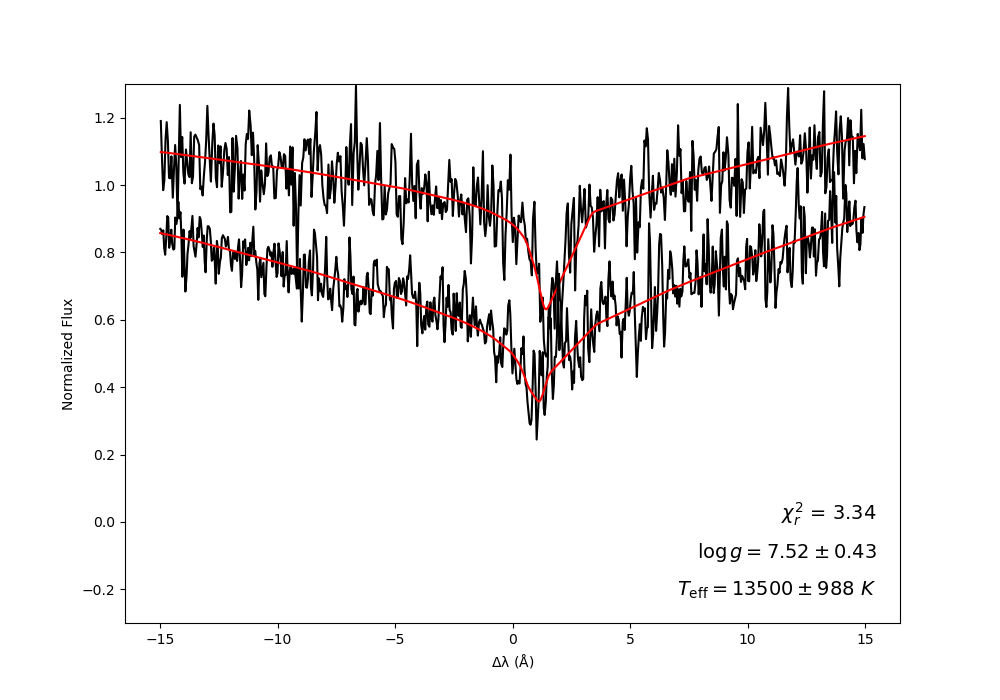 1.2
1.0
0.8
0.6
0.4
0.2
0.0
−0.2
Normalized Flux
χ²ᵣ = 3.34
log g = 7.52 ± 0.43
T_eff = 13500 ± 988 K
−15 −10 −5 0 5 10 15
Δλ (Å)